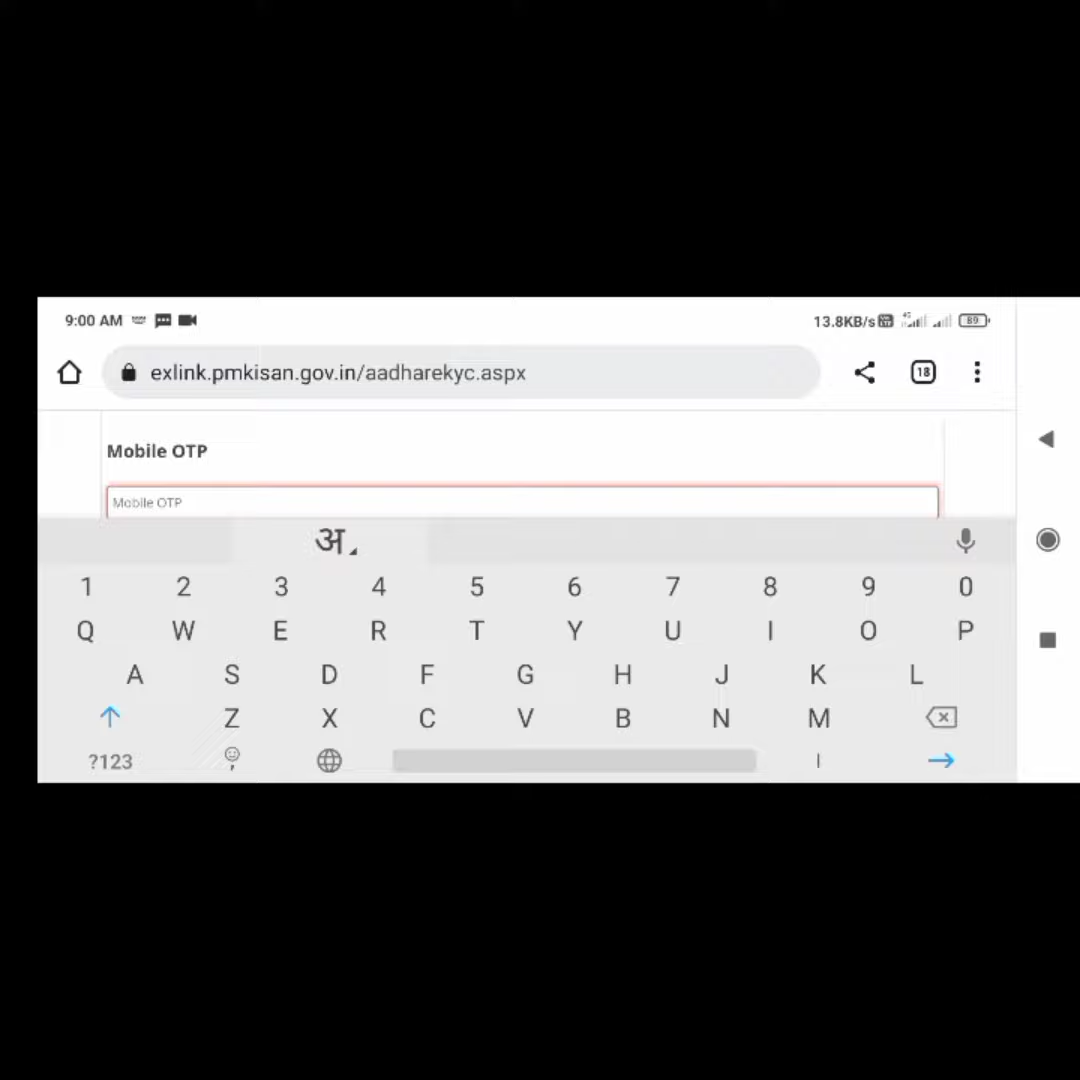 9:00 AM 13.8KB/s 4G 89
exlink.pmkisan.gov.in/aadharekyc.aspx 18
Mobile OTP
Mobile OTP
अ
1 2 3 4 5 6 7 8 9 0
Q W E R T Y U I O P
A S D F G H J K L
Z X C V B N M
?123 , ।